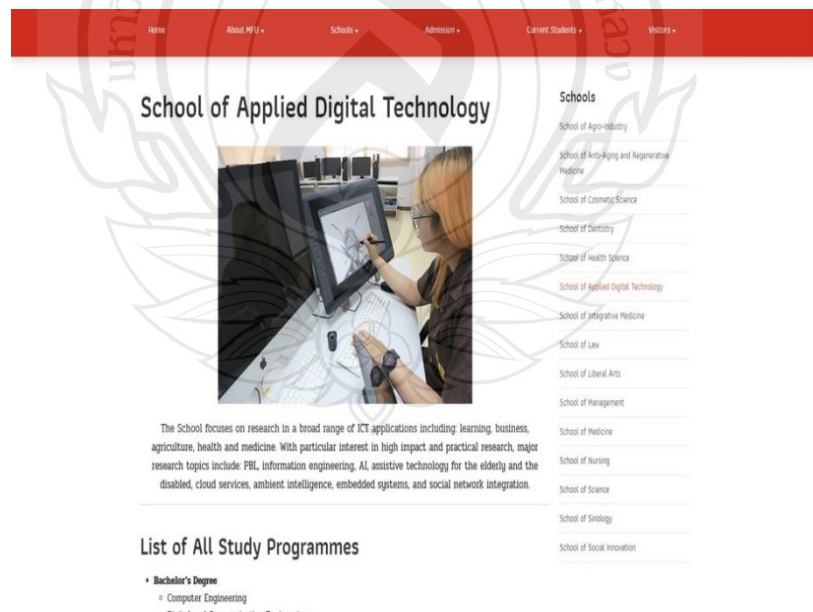 Home About MFU Schools Admission Current Students Visitors
School of Applied Digital Technology
The School focuses on research in a broad range of ICT applications including: learning, business,
agriculture, health and medicine. With particular interest in high impact and practical research, major
research topics include: PBL, information engineering, AI, assistive technology for the elderly and the
disabled, cloud services, ambient intelligence, embedded systems, and social network integration.
List of All Study Programmes
• Bachelor's Degree
Computer Engineering
Schools
School of Agro-Industry
School of Anti-Aging and Regenerative
Medicine
School of Cosmetic Science
School of Dentistry
School of Health Science
School of Applied Digital Technology
School of Integrative Medicine
School of Law
School of Liberal Arts
School of Management
School of Medicine
School of Nursing
School of Science
School of Sinology
School of Social Innovation